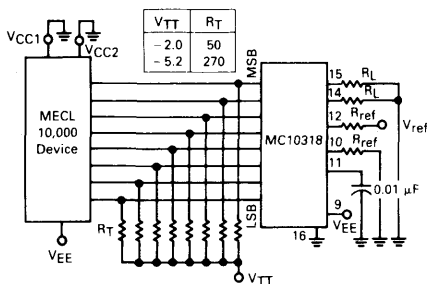 VCC1
VCC2
VTT RT
– 2.0 50
– 5.2 270
MECL
10,000
Device
VEE
RT
MSB
LSB
MC10318
15 RL
14 RL
12 Rref
Vref
10 Rref
11
0.01 µF
9
VEE
16
VTT